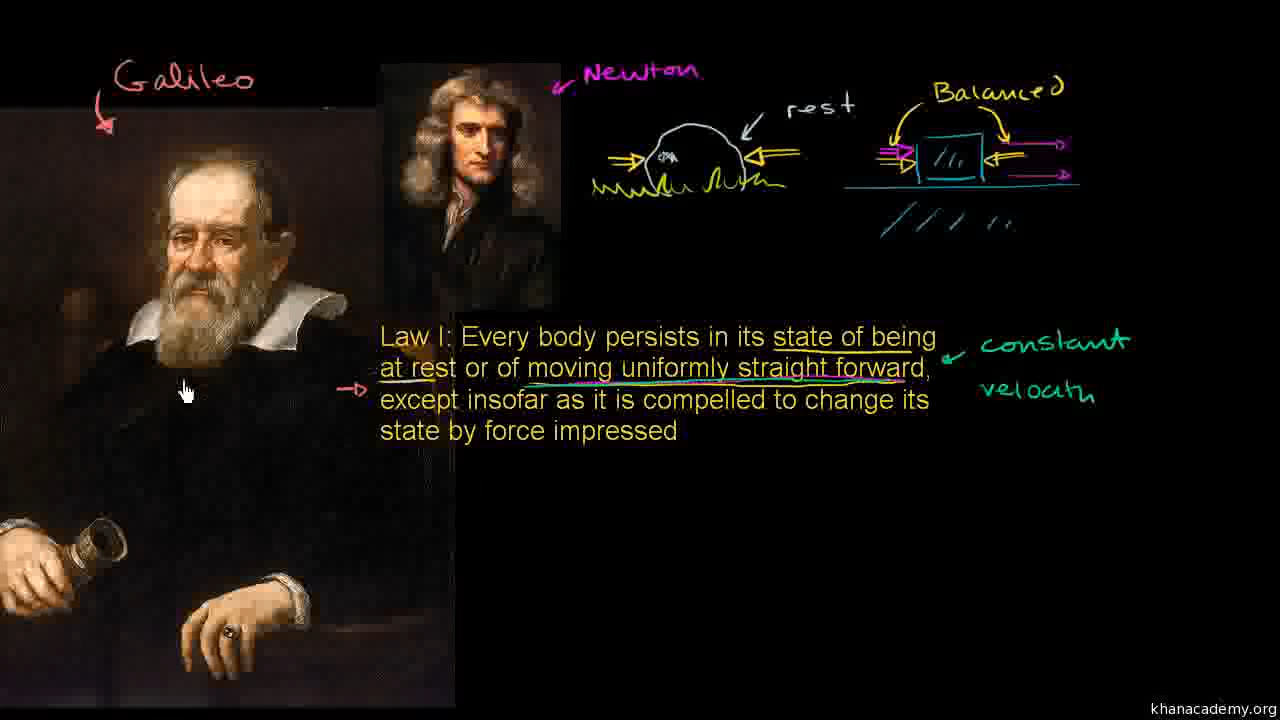 Galileo
Newton
rest
Balanced
Law I: Every body persists in its state of being
at rest or of moving uniformly straight forward,
except insofar as it is compelled to change its
state by force impressed
constant
velocity
khanacademy.org